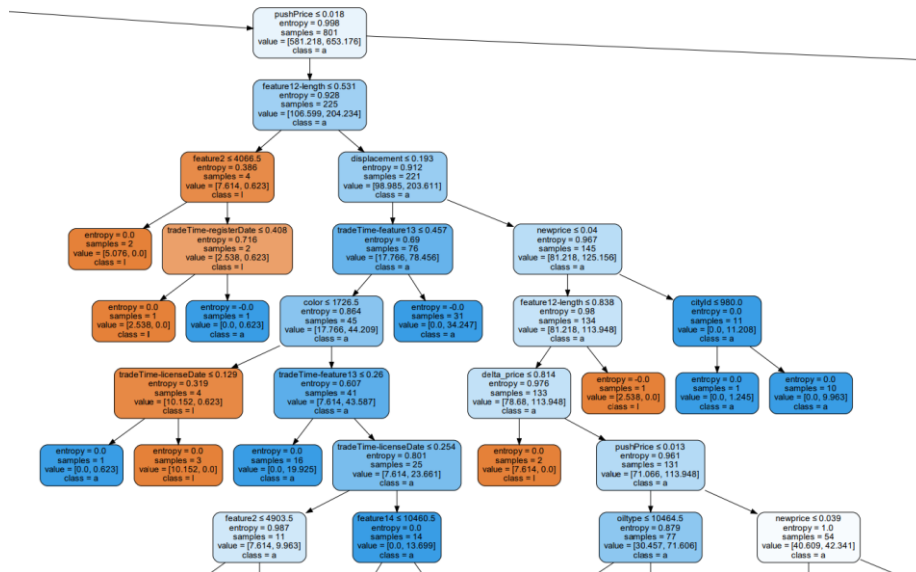 pushPrice ≤ 0.018
entropy = 0.998
samples = 801
value = [581.218, 653.176]
class = a
feature12-length ≤ 0.531
entropy = 0.928
samples = 225
value = [106.599, 204.234]
class = a
feature2 ≤ 4066.5
entropy = 0.386
samples = 4
value = [7.614, 0.623]
class = l
displacement ≤ 0.193
entropy = 0.912
samples = 221
value = [98.985, 203.611]
class = a
entropy = 0.0
samples = 2
value = [5.076, 0.0]
class = l
tradeTime-registerDate ≤ 0.408
entropy = 0.716
samples = 2
value = [2.538, 0.623]
class = l
tradeTime-feature13 ≤ 0.457
entropy = 0.69
samples = 76
value = [17.766, 78.456]
class = a
newprice ≤ 0.04
entropy = 0.967
samples = 145
value = [81.218, 125.156]
class = a
entropy = 0.0
samples = 1
value = [2.538, 0.0]
class = l
entropy = -0.0
samples = 1
value = [0.0, 0.623]
class = a
color ≤ 1726.5
entropy = 0.864
samples = 45
value = [17.766, 44.209]
class = a
entropy = -0.0
samples = 31
value = [0.0, 34.247]
class = a
feature12-length ≤ 0.838
entropy = 0.98
samples = 134
value = [81.218, 113.948]
class = a
cityId ≤ 980.0
entropy = 0.0
samples = 11
value = [0.0, 11.208]
class = a
tradeTime-licenseDate ≤ 0.129
entropy = 0.319
samples = 4
value = [10.152, 0.623]
class = l
tradeTime-feature13 ≤ 0.26
entropy = 0.607
samples = 41
value = [7.614, 43.587]
class = a
delta_price ≤ 0.814
entropy = 0.976
samples = 133
value = [78.68, 113.948]
class = a
entropy = -0.0
samples = 1
value = [2.538, 0.0]
class = l
entropy = 0.0
samples = 1
value = [0.0, 1.245]
class = a
entropy = 0.0
samples = 10
value = [0.0, 9.963]
class = a
entropy = 0.0
samples = 1
value = [0.0, 0.623]
class = a
entropy = 0.0
samples = 3
value = [10.152, 0.0]
class = l
entropy = 0.0
samples = 16
value = [0.0, 19.925]
class = a
tradeTime-licenseDate ≤ 0.254
entropy = 0.801
samples = 25
value = [7.614, 23.661]
class = a
entropy = 0.0
samples = 2
value = [7.614, 0.0]
class = l
pushPrice ≤ 0.013
entropy = 0.961
samples = 131
value = [71.066, 113.948]
class = a
feature2 ≤ 4903.5
entropy = 0.987
samples = 11
value = [7.614, 9.963]
class = a
feature14 ≤ 10460.5
entropy = 0.0
samples = 14
value = [0.0, 13.699]
class = a
oiltype ≤ 10464.5
entropy = 0.879
samples = 77
value = [30.457, 71.606]
class = a
newprice ≤ 0.039
entropy = 1.0
samples = 54
value = [40.609, 42.341]
class = a